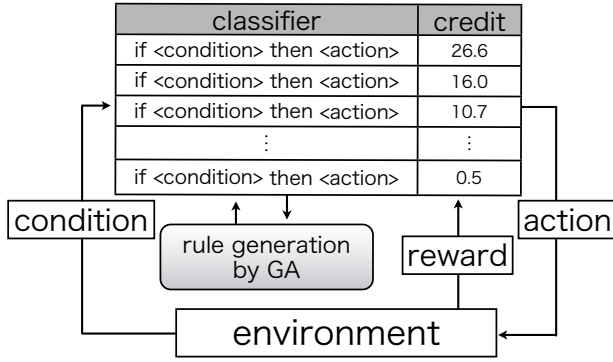 classifier credit
if <condition> then <action> 26.6
if <condition> then <action> 16.0
if <condition> then <action> 10.7
⋮ ⋮
if <condition> then <action> 0.5
condition
rule generation
by GA
reward
action
environment